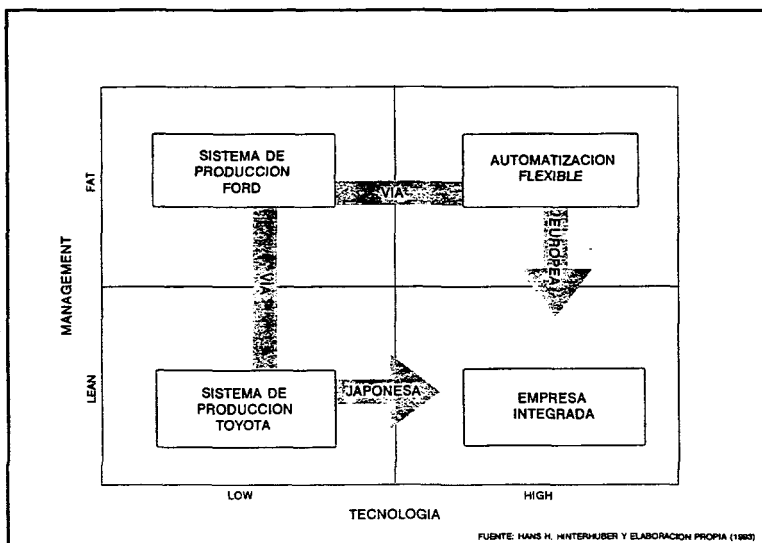 SISTEMA DE
PRODUCCION
FORD
AUTOMATIZACION
FLEXIBLE
VIA
FAT
(EUROPEA)
VIA
MANAGEMENT
SISTEMA DE
PRODUCCION
TOYOTA
JAPONESA
EMPRESA
INTEGRADA
LEAN
LOW
HIGH
TECNOLOGIA
FUENTE: HANS H. HINTERHUBER Y ELABORACION PROPIA (1993)